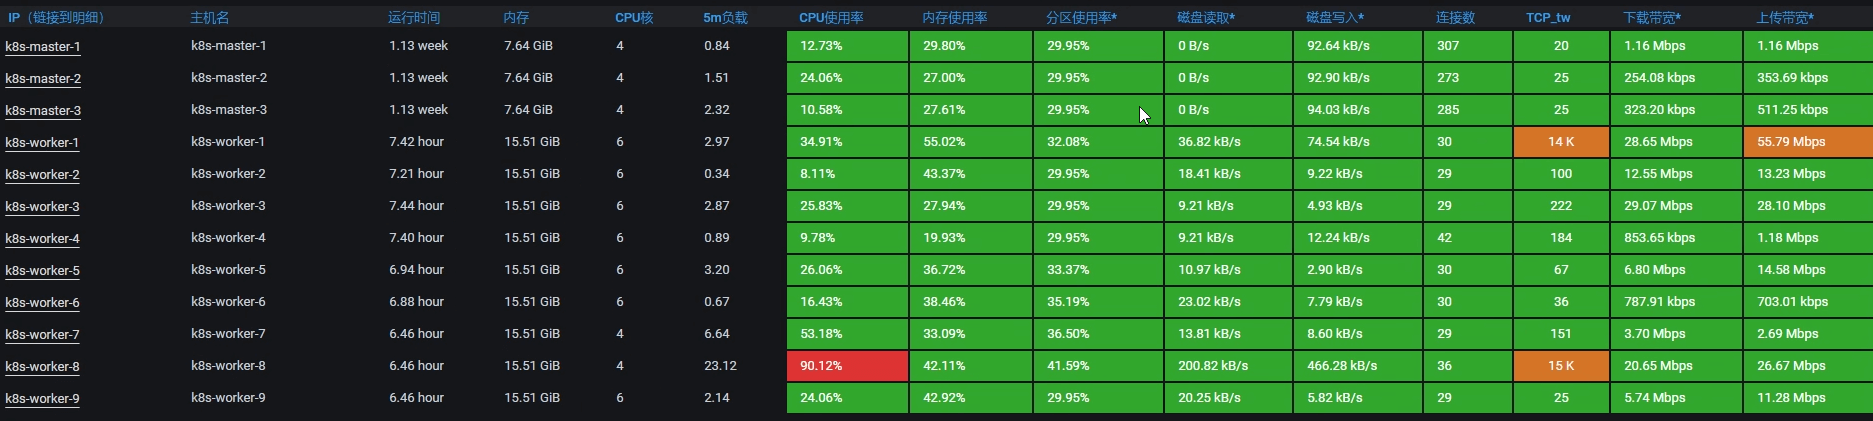 IP（链接到明细） 主机名 运行时间 内存 CPU核 5m负载 CPU使用率 内存使用率 分区使用率* 磁盘读取* 磁盘写入* 连接数 TCP_tw 下载带宽* 上传带宽*
k8s-master-1 k8s-master-1 1.13 week 7.64 GiB 4 0.84 12.73% 29.80% 29.95% 0 B/s 92.64 kB/s 307 20 1.16 Mbps 1.16 Mbps
k8s-master-2 k8s-master-2 1.13 week 7.64 GiB 4 1.51 24.06% 27.00% 29.95% 0 B/s 92.90 kB/s 273 25 254.08 kbps 353.69 kbps
k8s-master-3 k8s-master-3 1.13 week 7.64 GiB 4 2.32 10.58% 27.61% 29.95% 0 B/s 94.03 kB/s 285 25 323.20 kbps 511.25 kbps
k8s-worker-1 k8s-worker-1 7.42 hour 15.51 GiB 6 2.97 34.91% 55.02% 32.08% 36.82 kB/s 74.54 kB/s 30 14 K 28.65 Mbps 55.79 Mbps
k8s-worker-2 k8s-worker-2 7.21 hour 15.51 GiB 6 0.34 8.11% 43.37% 29.95% 18.41 kB/s 9.22 kB/s 29 100 12.55 Mbps 13.23 Mbps
k8s-worker-3 k8s-worker-3 7.44 hour 15.51 GiB 6 2.87 25.83% 27.94% 29.95% 9.21 kB/s 4.93 kB/s 29 222 29.07 Mbps 28.10 Mbps
k8s-worker-4 k8s-worker-4 7.40 hour 15.51 GiB 6 0.89 9.78% 19.93% 29.95% 9.21 kB/s 12.24 kB/s 42 184 853.65 kbps 1.18 Mbps
k8s-worker-5 k8s-worker-5 6.94 hour 15.51 GiB 6 3.20 26.06% 36.72% 33.37% 10.97 kB/s 2.90 kB/s 30 67 6.80 Mbps 14.58 Mbps
k8s-worker-6 k8s-worker-6 6.88 hour 15.51 GiB 6 0.67 16.43% 38.46% 35.19% 23.02 kB/s 7.79 kB/s 30 36 787.91 kbps 703.01 kbps
k8s-worker-7 k8s-worker-7 6.46 hour 15.51 GiB 4 6.64 53.18% 33.09% 36.50% 13.81 kB/s 8.60 kB/s 29 151 3.70 Mbps 2.69 Mbps
k8s-worker-8 k8s-worker-8 6.46 hour 15.51 GiB 4 23.12 90.12% 42.11% 41.59% 200.82 kB/s 466.28 kB/s 36 15 K 20.65 Mbps 26.67 Mbps
k8s-worker-9 k8s-worker-9 6.46 hour 15.51 GiB 6 2.14 24.06% 42.92% 29.95% 20.25 kB/s 5.82 kB/s 29 25 5.74 Mbps 11.28 Mbps